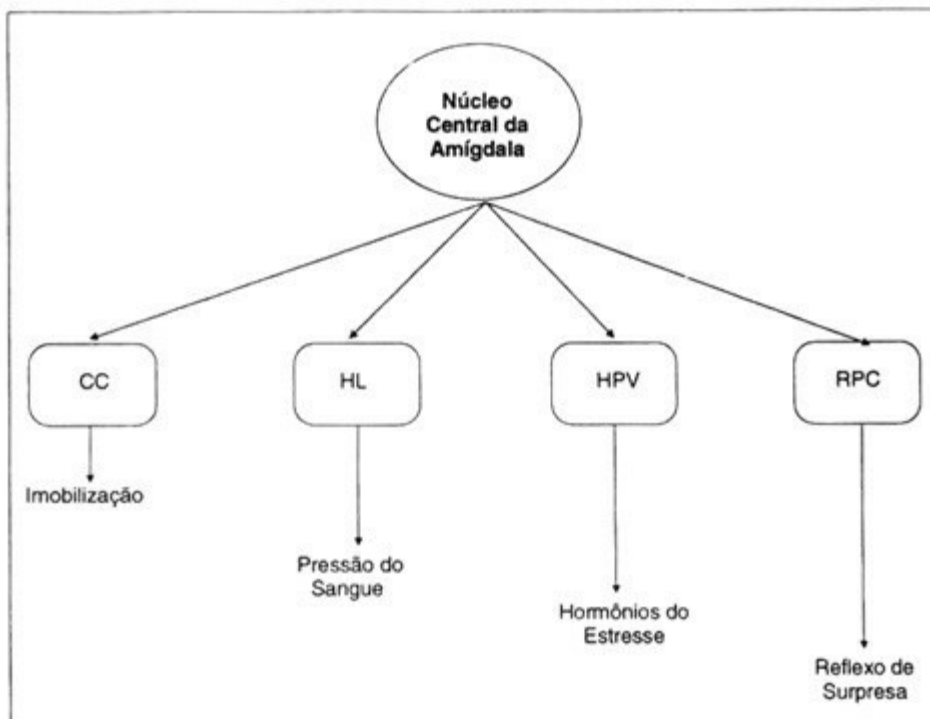 Núcleo
Central da
Amígdala
CC
HL
HPV
RPC
Imobilização
Pressão do
Sangue
Hormônios do
Estresse
Reflexo de
Surpresa